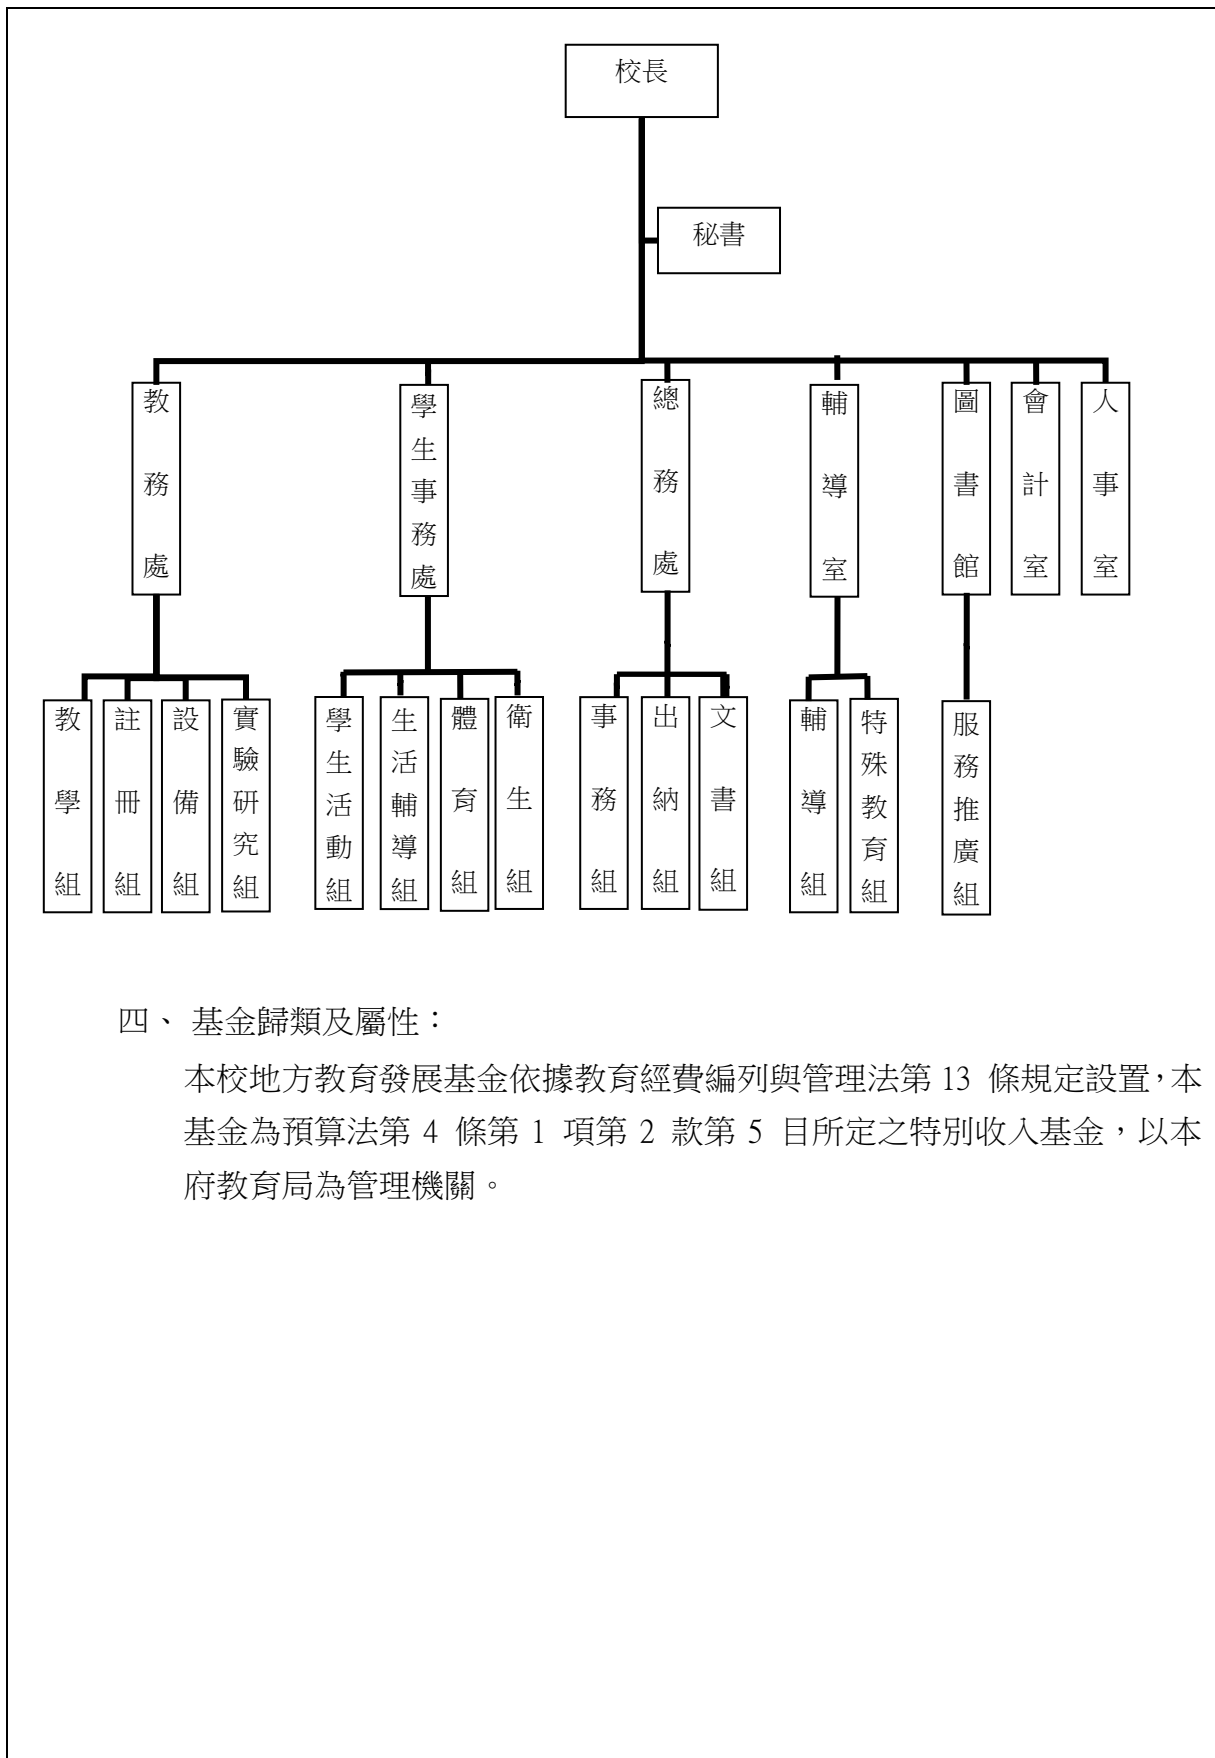 校長
秘書
教務處
學生事務處
總務處
輔導室
圖書館
會計室
人事室
教學組
註冊組
設備組
實驗研究組
學生活動組
生活輔導組
體育組
衛生組
事務組
出納組
文書組
輔導組
特殊教育組
服務推廣組
四、 基金歸類及屬性：
本校地方教育發展基金依據教育經費編列與管理法第 13 條規定設置，本
基金為預算法第 4 條第 1 項第 2 款第 5 目所定之特別收入基金，以本
府教育局為管理機關。